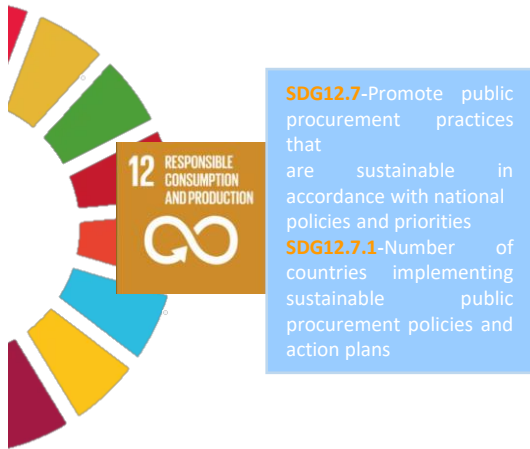 12 RESPONSIBLE
CONSUMPTION
AND PRODUCTION
SDG12.7-Promote public
procurement practices
that
are sustainable in
accordance with national
policies and priorities
SDG12.7.1-Number of
countries implementing
sustainable public
procurement policies and
action plans